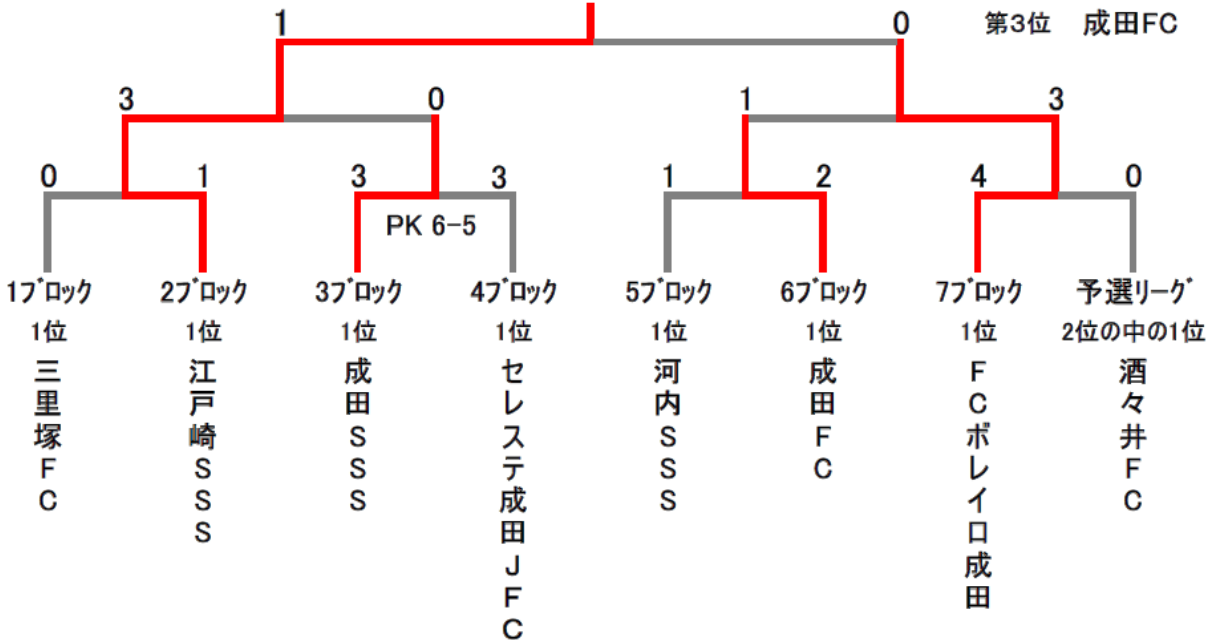 1 0 第3位 成田FC
3 0 1 3
0 1 3 3 1 2 4 0
PK 6-5
1ブロック 2ブロック 3ブロック 4ブロック 5ブロック 6ブロック 7ブロック 予選リーグ
1位 1位 1位 1位 1位 1位 1位 2位の中の1位
三里塚FC
江戸崎SSS
成田SSS
セレステ成田JFC
河内SSS
成田FC
FCボレイロ成田
酒々井FC